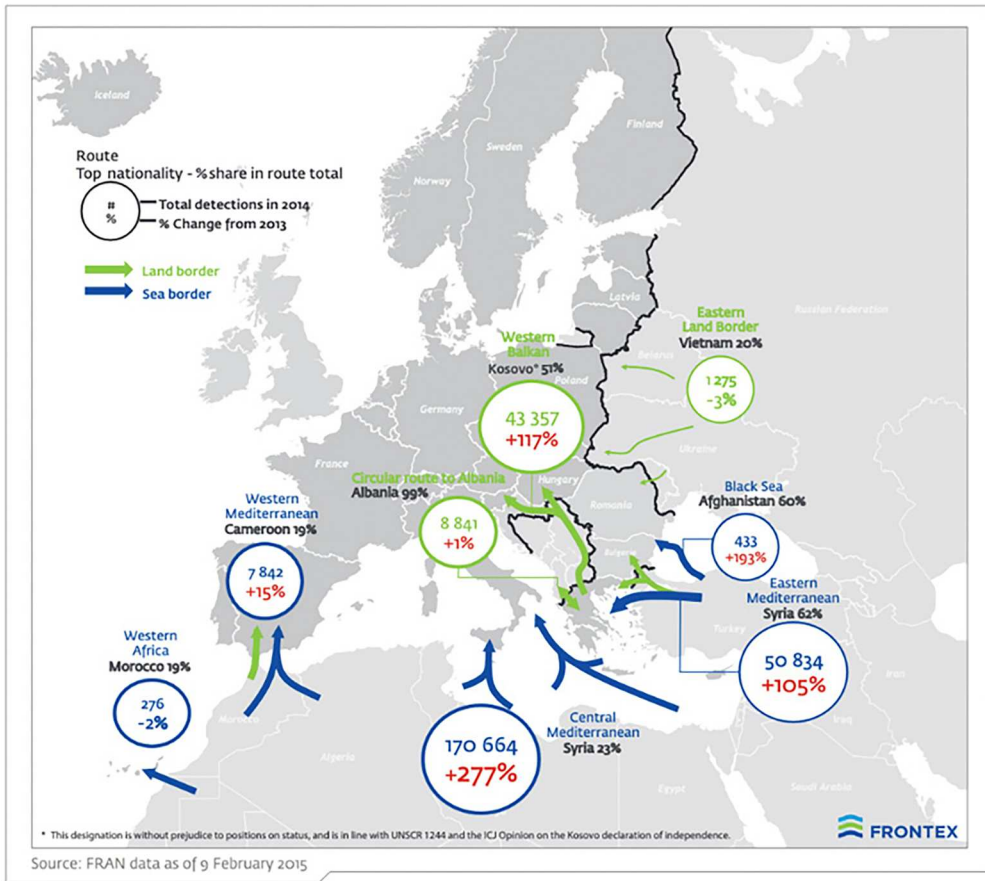 Iceland
Finland
Sweden
Norway
Route
Top nationality - % share in route total
#
%
Total detections in 2014
% Change from 2013
Land border
Sea border
Latvia
Russian Federation
Eastern
Land Border
Vietnam 20%
1 275
-3%
Belarus
Western
Balkan
Kosovo* 51%
43 357
+117%
Poland
Germany
Ukraine
France
Circular route to Albania
Albania 99%
8 841
+1%
Hungary
Romania
Black Sea
Afghanistan 60%
433
+193%
Western
Mediterranean
Cameroon 19%
7 842
+15%
Bulgaria
Eastern
Mediterranean
Syria 62%
50 834
+105%
Turkey
Western
Africa
Morocco 19%
276
-2%
Morocco
Algeria
170 664
+277%
Central
Mediterranean
Syria 23%
Iran
Iraq
Egypt
Saudi Arabia
* This designation is without prejudice to positions on status, and is in line with UNSCR 1244 and the ICJ Opinion on the Kosovo declaration of independence.
FRONTEX
Source: FRAN data as of 9 February 2015